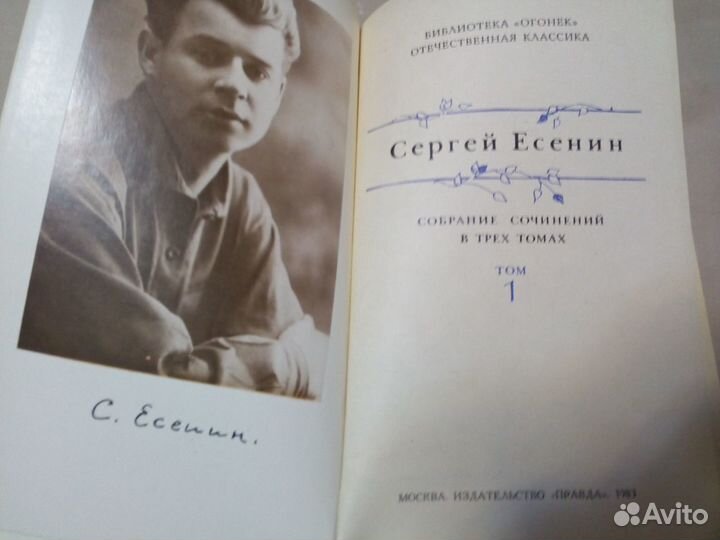 С. Есенин.
БИБЛИОТЕКА «ОГОНЕК»
ОТЕЧЕСТВЕННАЯ КЛАССИКА
Сергей Есенин
СОБРАНИЕ СОЧИНЕНИЙ
В ТРЕХ ТОМАХ
ТОМ
1
МОСКВА. ИЗДАТЕЛЬСТВО «ПРАВДА». 1983
Avito